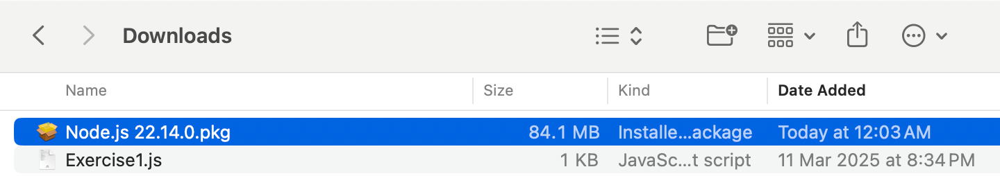 Downloads
Name Size Kind Date Added
Node.js 22.14.0.pkg 84.1 MB Installe...ackage Today at 12:03 AM
Exercise1.js 1 KB JavaSc...t script 11 Mar 2025 at 8:34 PM